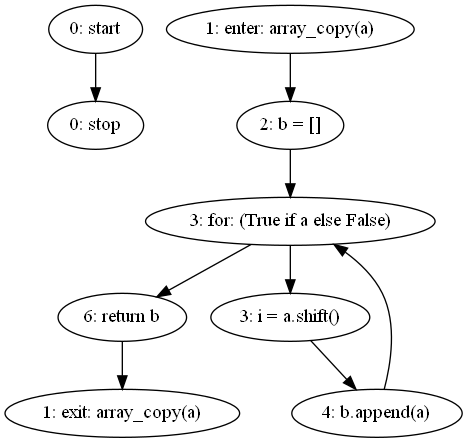 0: start
1: enter: array_copy(a)
0: stop
2: b = []
3: for: (True if a else False)
6: return b
3: i = a.shift()
1: exit: array_copy(a)
4: b.append(a)